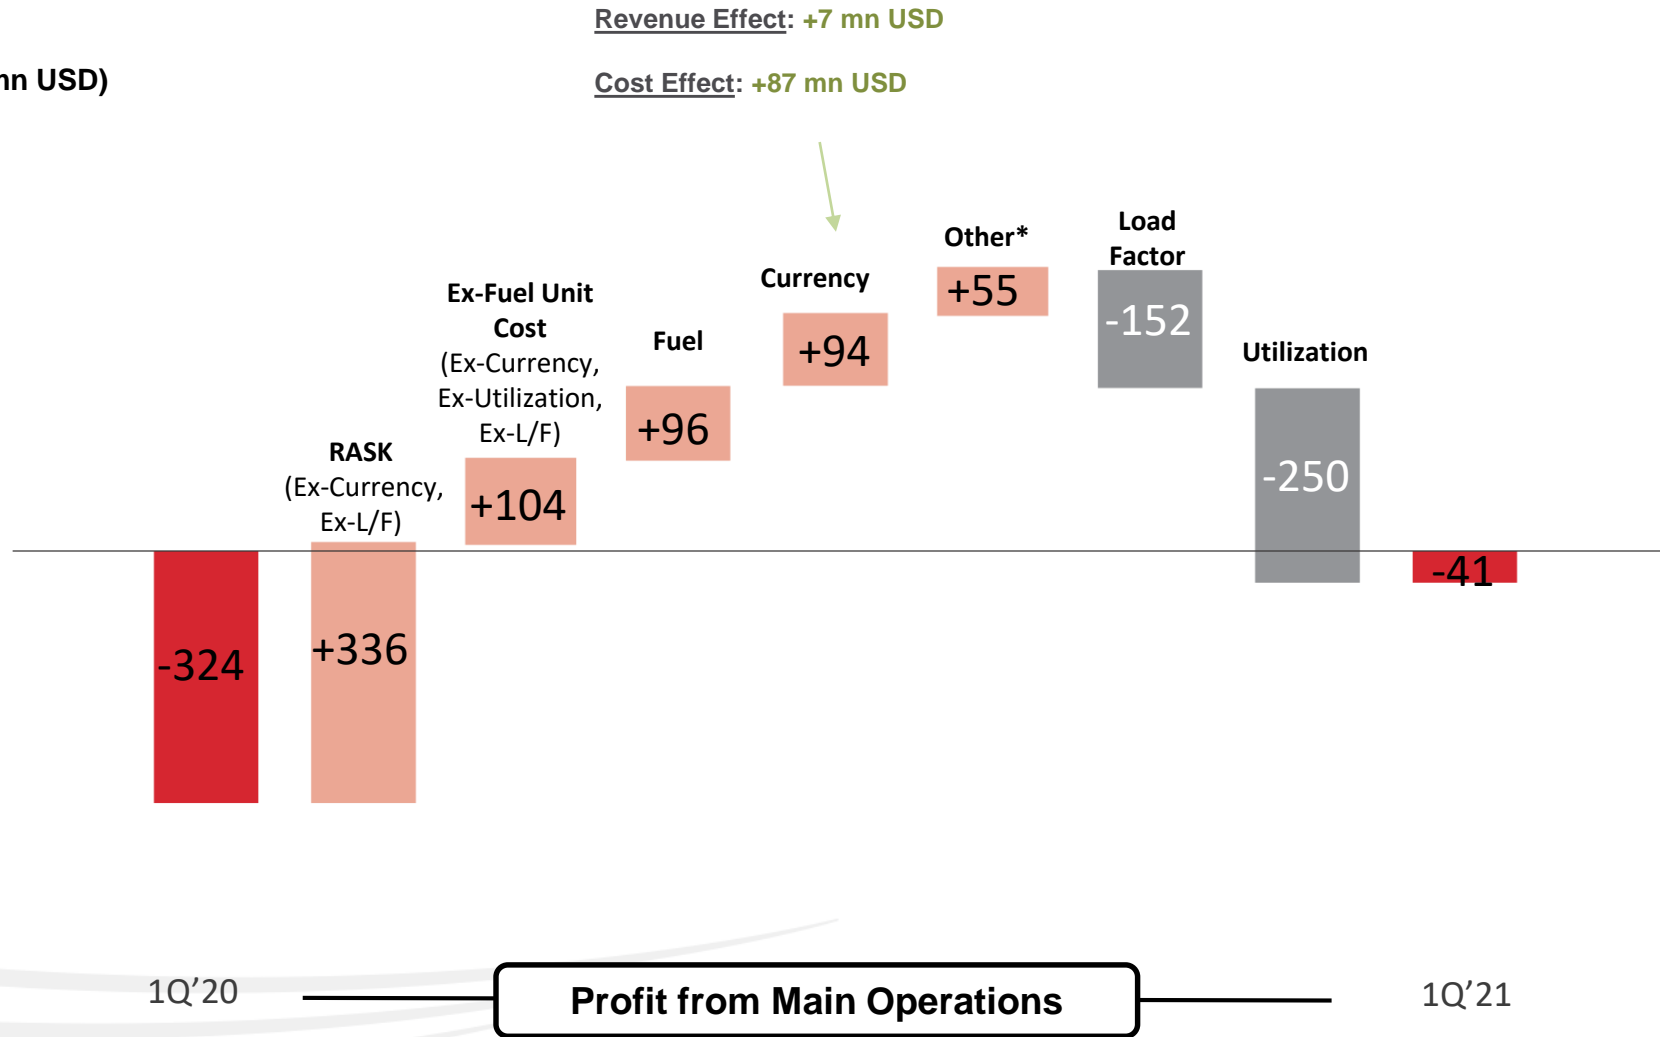 Revenue Effect: +7 mn USD
mn USD)
Cost Effect: +87 mn USD
Load
Factor
Other*
Currency
Ex-Fuel Unit
Cost
(Ex-Currency,
Ex-Utilization,
Ex-L/F)
Fuel
Utilization
RASK
(Ex-Currency,
Ex-L/F)
-324
+336
+104
+96
+94
+55
-152
-250
-41
1Q’20
Profit from Main Operations
1Q’21